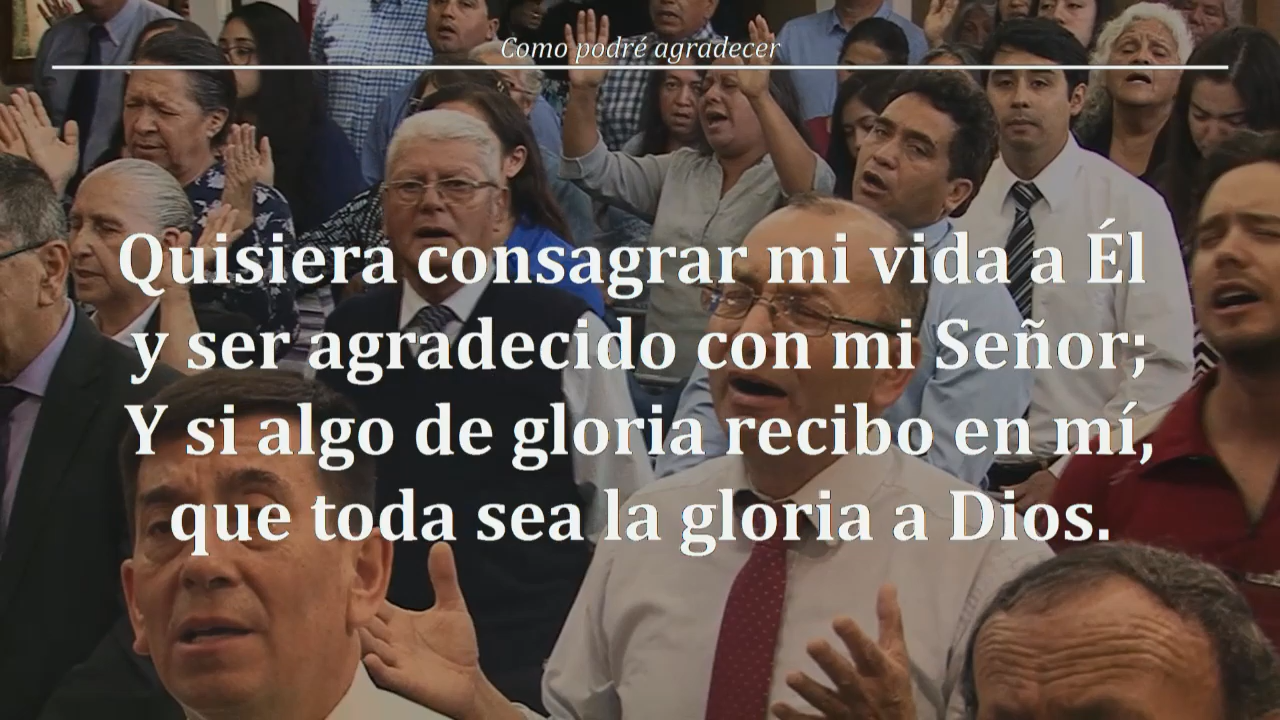 Como podré agradecer
Quisiera consagrar mi vida a Él
y ser agradecido con mi Señor;
Y si algo de gloria recibo en mí,
que toda sea la gloria a Dios.